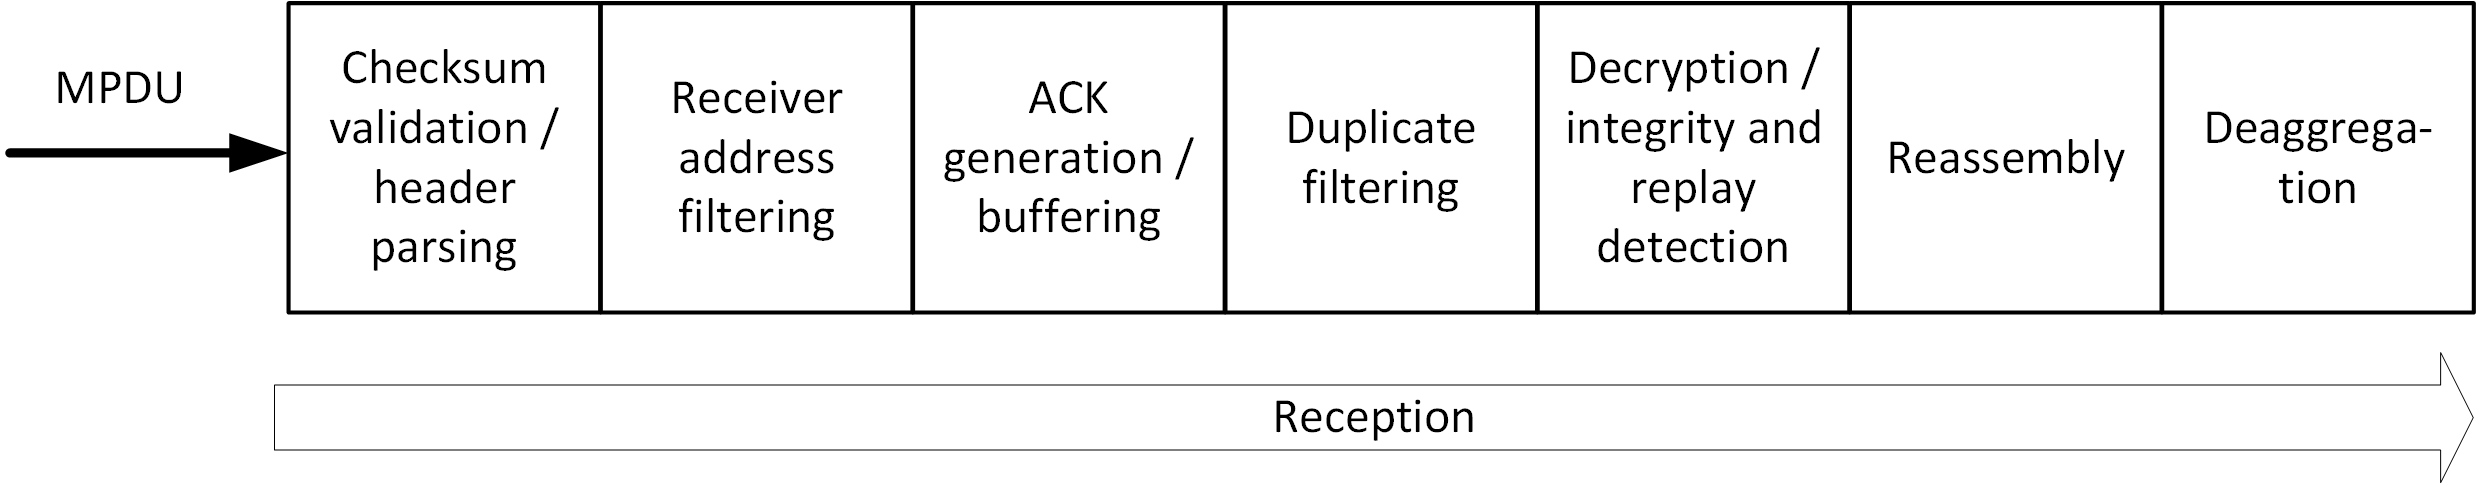 MPDU
Checksum
validation /
header
parsing
Receiver
address
filtering
ACK
generation /
buffering
Duplicate
filtering
Decryption /
integrity and
replay
detection
Reassembly
Deaggrega-
tion
Reception